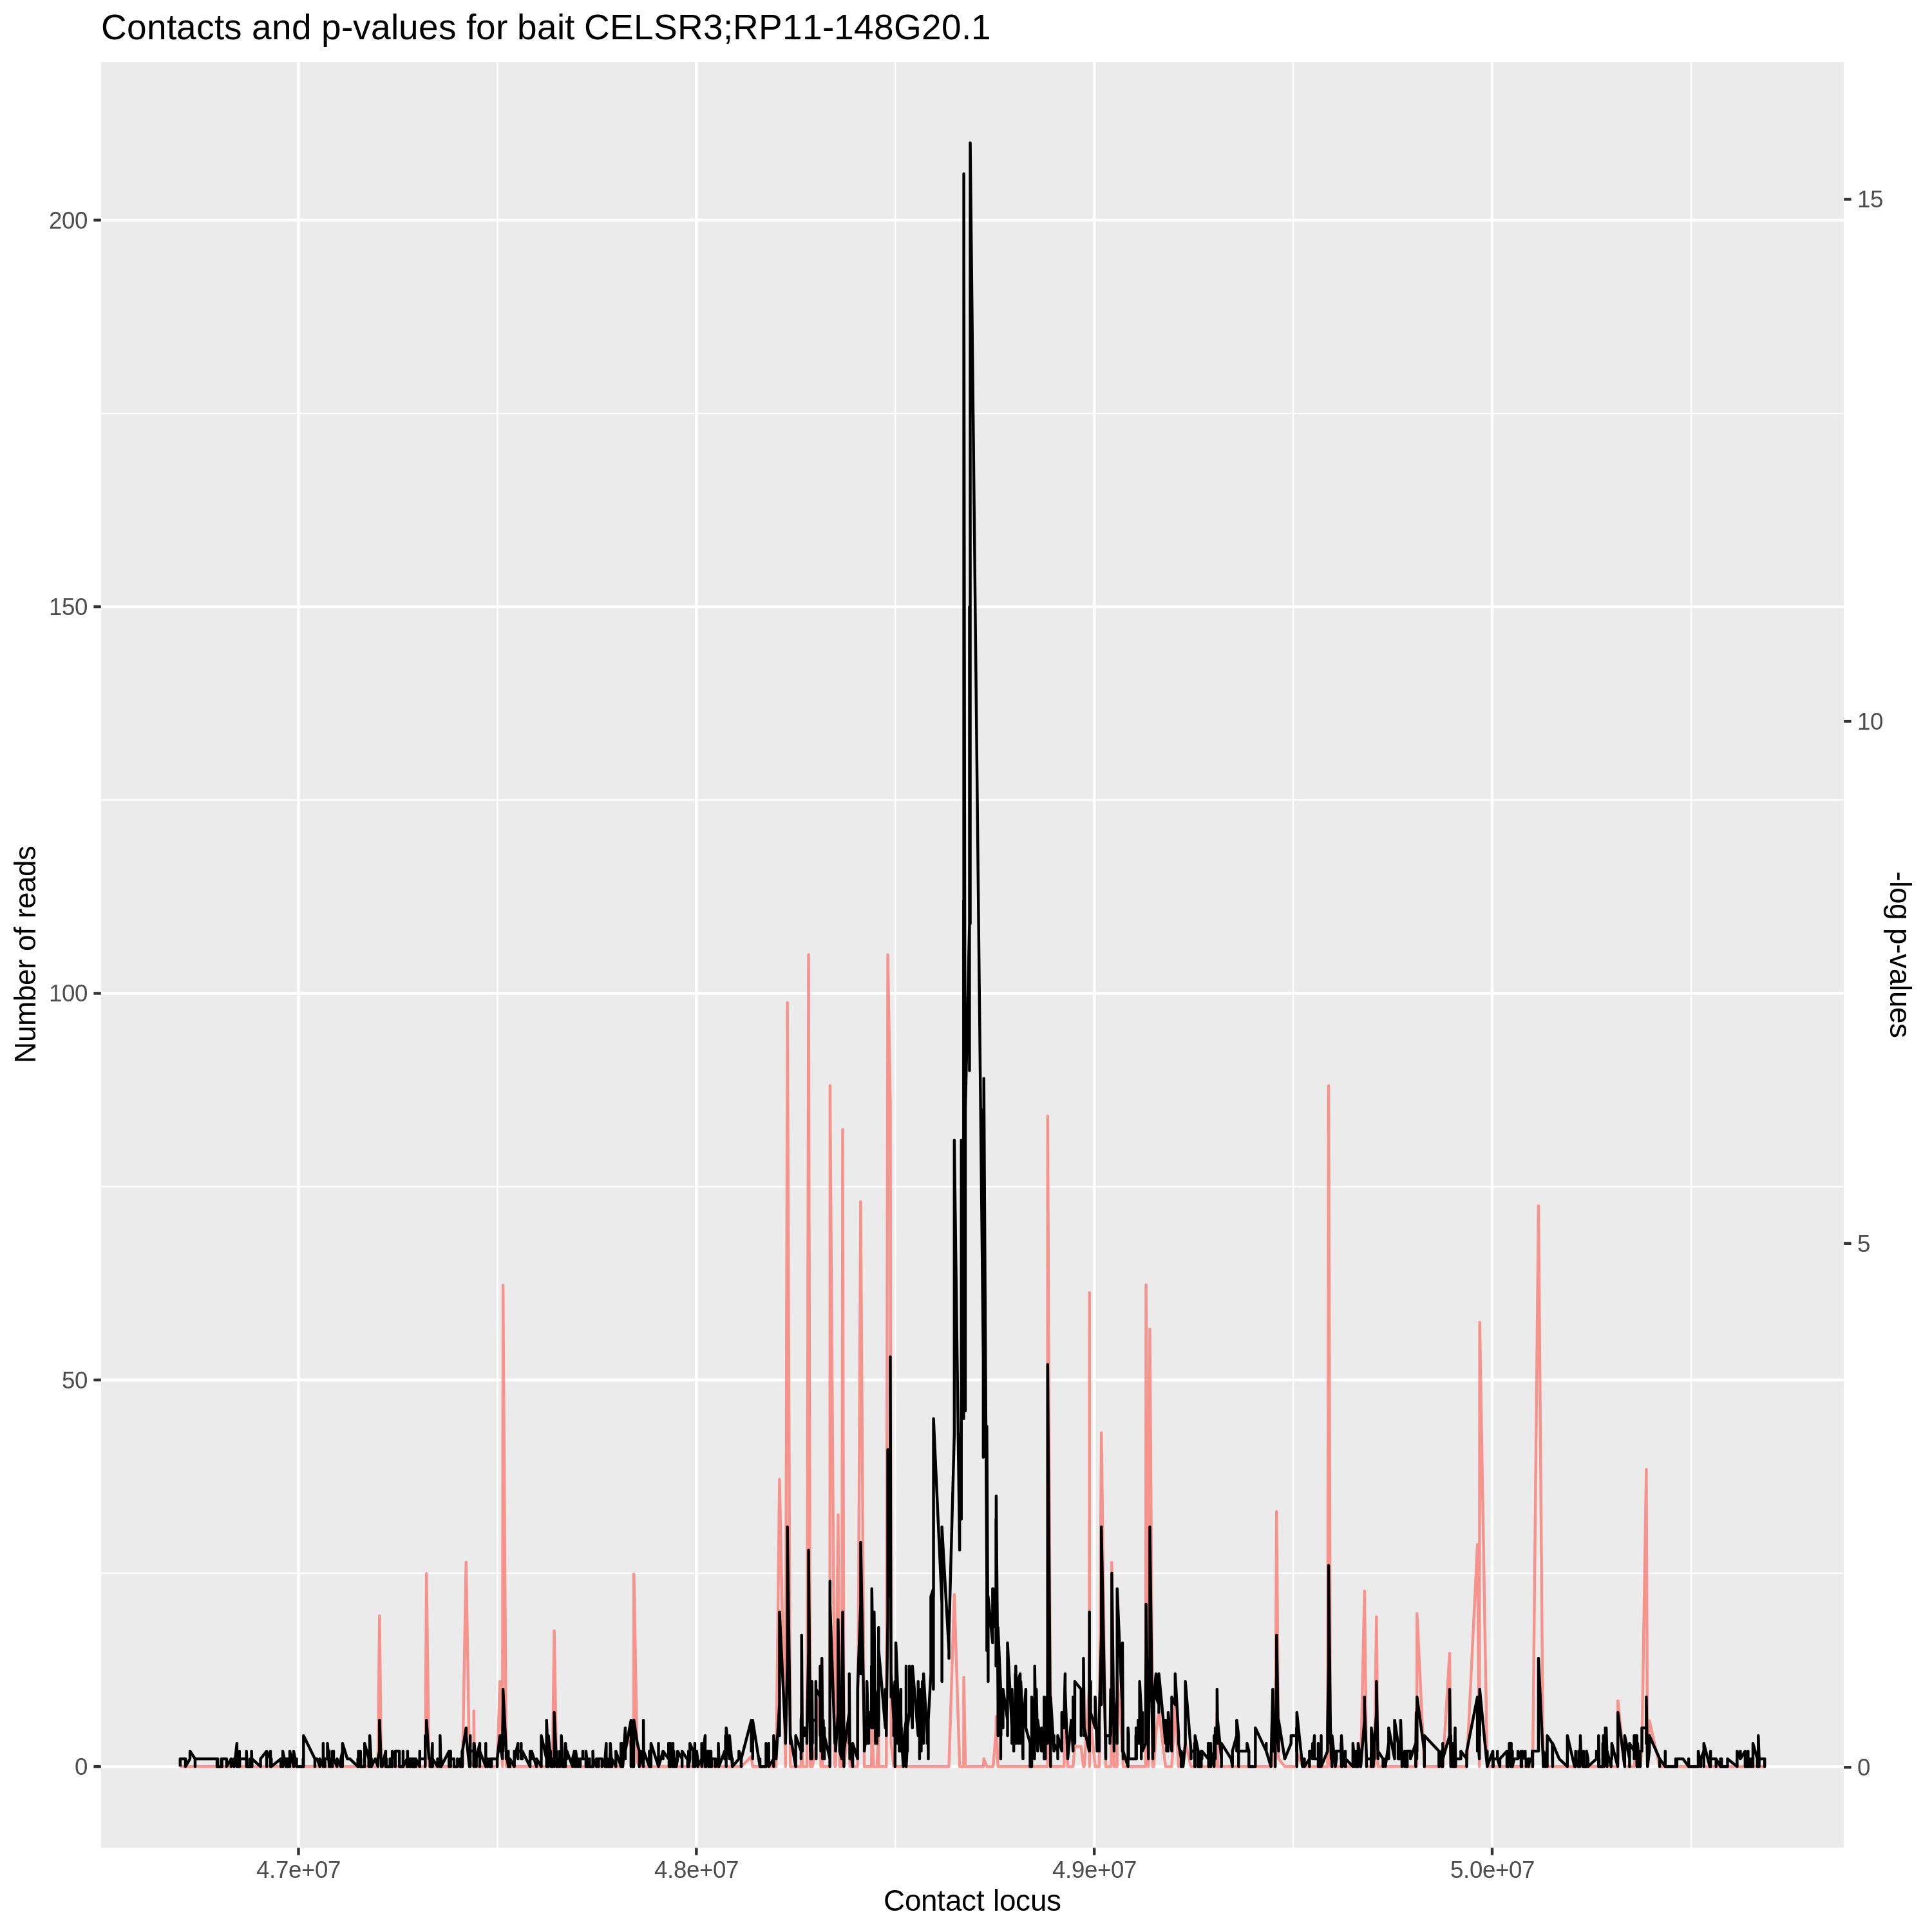 Contacts and p-values for bait CELSR3;RP11-148G20.1
200
150
100
50
0
Number of reads
15
10
5
0
-log p-values
4.7e+07
4.8e+07
4.9e+07
5.0e+07
Contact locus